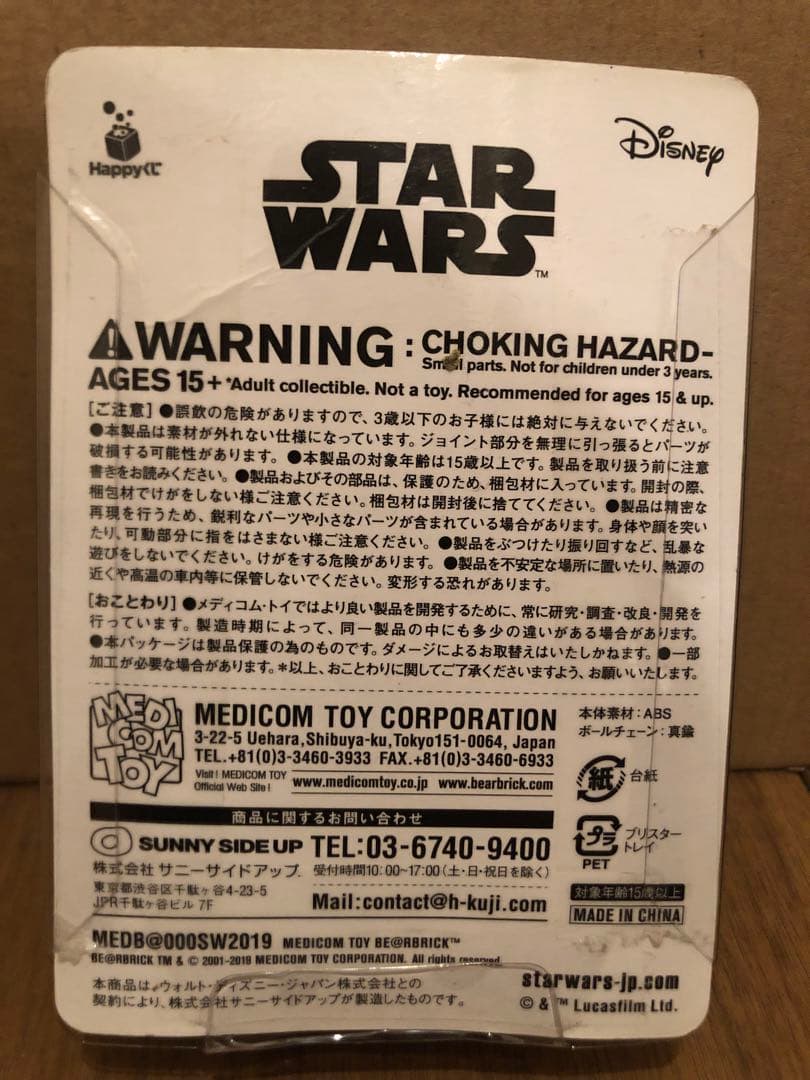 Happyくじ
Disney
STAR
WARS™
WARNING : CHOKING HAZARD-
Small parts. Not for children under 3 years.
AGES 15+ *Adult collectible. Not a toy. Recommended for ages 15 & up.
[ご注意] ●誤飲の危険がありますので、3歳以下のお子様には絶対に与えないでください。
●本製品は素材が外れない仕様になっています。ジョイント部分を無理に引っ張るとパーツが
破損する可能性があります。 ●本製品の対象年齢は15歳以上です。製品を取り扱う前に注意
書きをお読みください。 ●製品およびその部品は、保護のため、梱包材に入っています。開封の際、
梱包材でけがをしない様ご注意ください。梱包材は開封後に捨ててください。 ●製品は精密な
再現を行うため、鋭利なパーツや小さなパーツが含まれている場合があります。身体や顔を突い
たり、可動部分に指をはさまない様ご注意ください。 ●製品をぶつけたり振り回すなど、乱暴な
遊びをしないでください。けがをする危険があります。 ●製品を不安定な場所に置いたり、熱源の
近くや高温の車内等に保管しないでください。変形する恐れがあります。
[おことわり] ●メディコム・トイではより良い製品を開発するために、常に研究・調査・改良・開発を
行っています。製造時期によって、同一製品の中にも多少の違いがある場合があります。
●本パッケージは製品保護の為のものです。ダメージによるお取替えはいたしかねます。 ●一部
加工が必要な場合があります。*以上、おことわりに関してご了承くださいますよう、お願いいたします。
MEDI
COM
TOY
MEDICOM TOY CORPORATION
3-22-5 Uehara,Shibuya-ku,Tokyo151-0064, Japan
TEL.+81(0)3-3460-3933 FAX.+81(0)3-3460-6933
Visit ! MEDICOM TOY
Official Web Site !
www.medicomtoy.co.jp www.bearbrick.com
本体素材：ABS
ボールチェーン：真鍮
紙 台紙
プラ ブリスター
トレイ
PET
対象年齢15歳以上
MADE IN CHINA
商品に関するお問い合わせ
SUNNY SIDE UP TEL:03-6740-9400
株式会社 サニーサイドアップ. 受付時間10：00~17:00（土・日・祝日を除く）
東京都渋谷区千駄ヶ谷4-23-5
JPR千駄ヶ谷ビル 7F
Mail:contact@h-kuji.com
MEDB@000SW2019 MEDICOM TOY BE@RBRICK™
BE@RBRICK TM & © 2001-2019 MEDICOM TOY CORPORATION. All rights reserved.
本商品は、ウォルト・ディズニー・ジャパン株式会社との
契約により、株式会社サニーサイドアップが製造したものです。
starwars-jp.com
© & ™ Lucasfilm Ltd.